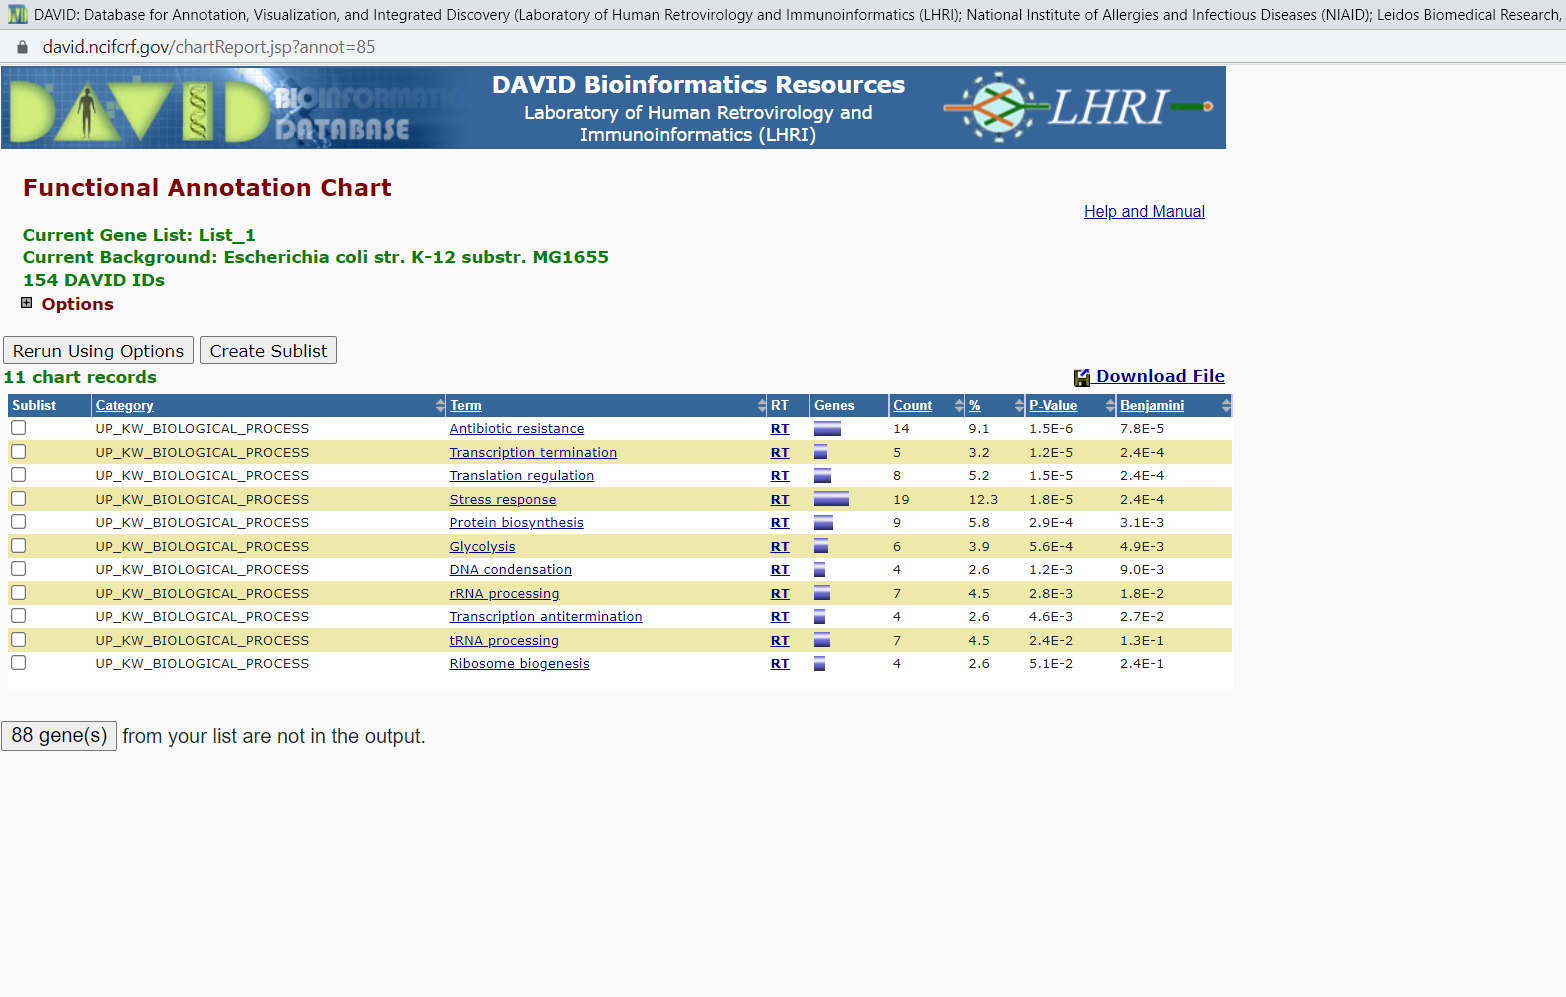 DAVID: Database for Annotation, Visualization, and Integrated Discovery (Laboratory of Human Retrovirology and Immunoinformatics (LHRI); National Institute of Allergies and Infectious Diseases (NIAID); Leidos Biomedical Research,
david.ncifcrf.gov/chartReport.jsp?annot=85
DAVID BIOINFORMATICS DATABASE
DAVID Bioinformatics Resources
Laboratory of Human Retrovirology and
Immunoinformatics (LHRI)
LHRI
Functional Annotation Chart
Help and Manual
Current Gene List: List_1
Current Background: Escherichia coli str. K-12 substr. MG1655
154 DAVID IDs
Options
Rerun Using Options Create Sublist
11 chart records Download File
Sublist Category Term RT Genes Count % P-Value Benjamini
UP_KW_BIOLOGICAL_PROCESS Antibiotic resistance RT 14 9.1 1.5E-6 7.8E-5
UP_KW_BIOLOGICAL_PROCESS Transcription termination RT 5 3.2 1.2E-5 2.4E-4
UP_KW_BIOLOGICAL_PROCESS Translation regulation RT 8 5.2 1.5E-5 2.4E-4
UP_KW_BIOLOGICAL_PROCESS Stress response RT 19 12.3 1.8E-5 2.4E-4
UP_KW_BIOLOGICAL_PROCESS Protein biosynthesis RT 9 5.8 2.9E-4 3.1E-3
UP_KW_BIOLOGICAL_PROCESS Glycolysis RT 6 3.9 5.6E-4 4.9E-3
UP_KW_BIOLOGICAL_PROCESS DNA condensation RT 4 2.6 1.2E-3 9.0E-3
UP_KW_BIOLOGICAL_PROCESS rRNA processing RT 7 4.5 2.8E-3 1.8E-2
UP_KW_BIOLOGICAL_PROCESS Transcription antitermination RT 4 2.6 4.6E-3 2.7E-2
UP_KW_BIOLOGICAL_PROCESS tRNA processing RT 7 4.5 2.4E-2 1.3E-1
UP_KW_BIOLOGICAL_PROCESS Ribosome biogenesis RT 4 2.6 5.1E-2 2.4E-1
88 gene(s) from your list are not in the output.